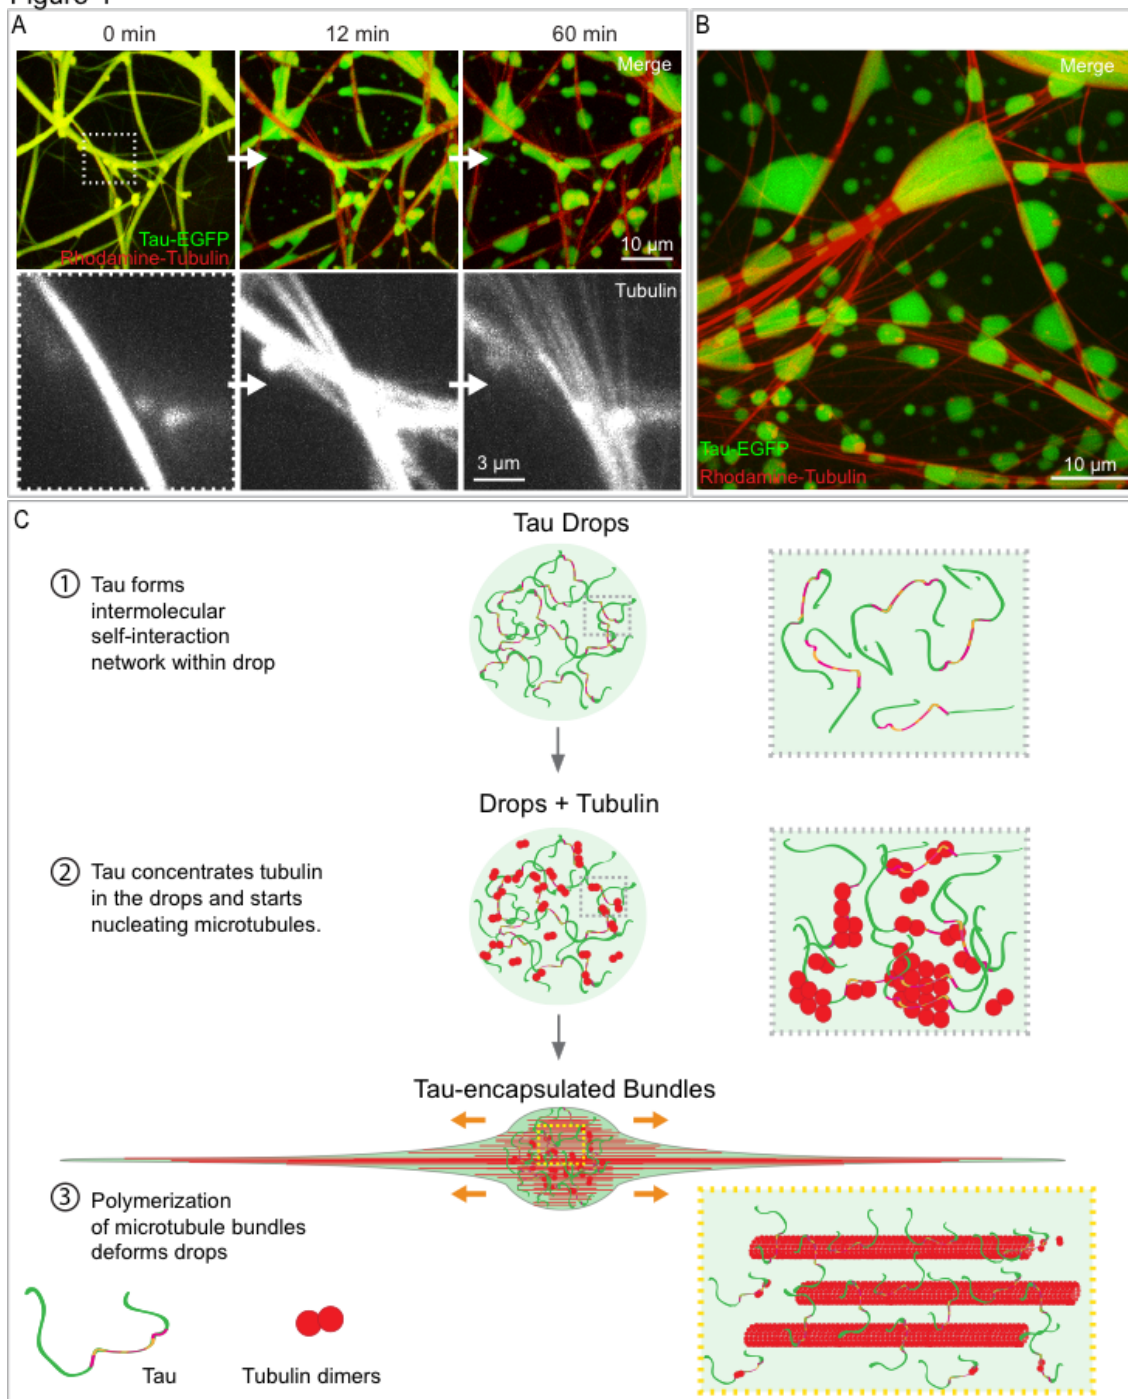 A
0 min
12 min
60 min
Merge
Tau-EGFP
Rhodamine-Tubulin
10 µm
Tubulin
3 µm
B
Merge
Tau-EGFP
Rhodamine-Tubulin
10 µm
C
Tau Drops
1 Tau forms
intermolecular
self-interaction
network within drop
Drops + Tubulin
2 Tau concentrates tubulin
in the drops and starts
nucleating microtubules.
Tau-encapsulated Bundles
3 Polymerization
of microtubule bundles
deforms drops
Tau
Tubulin dimers